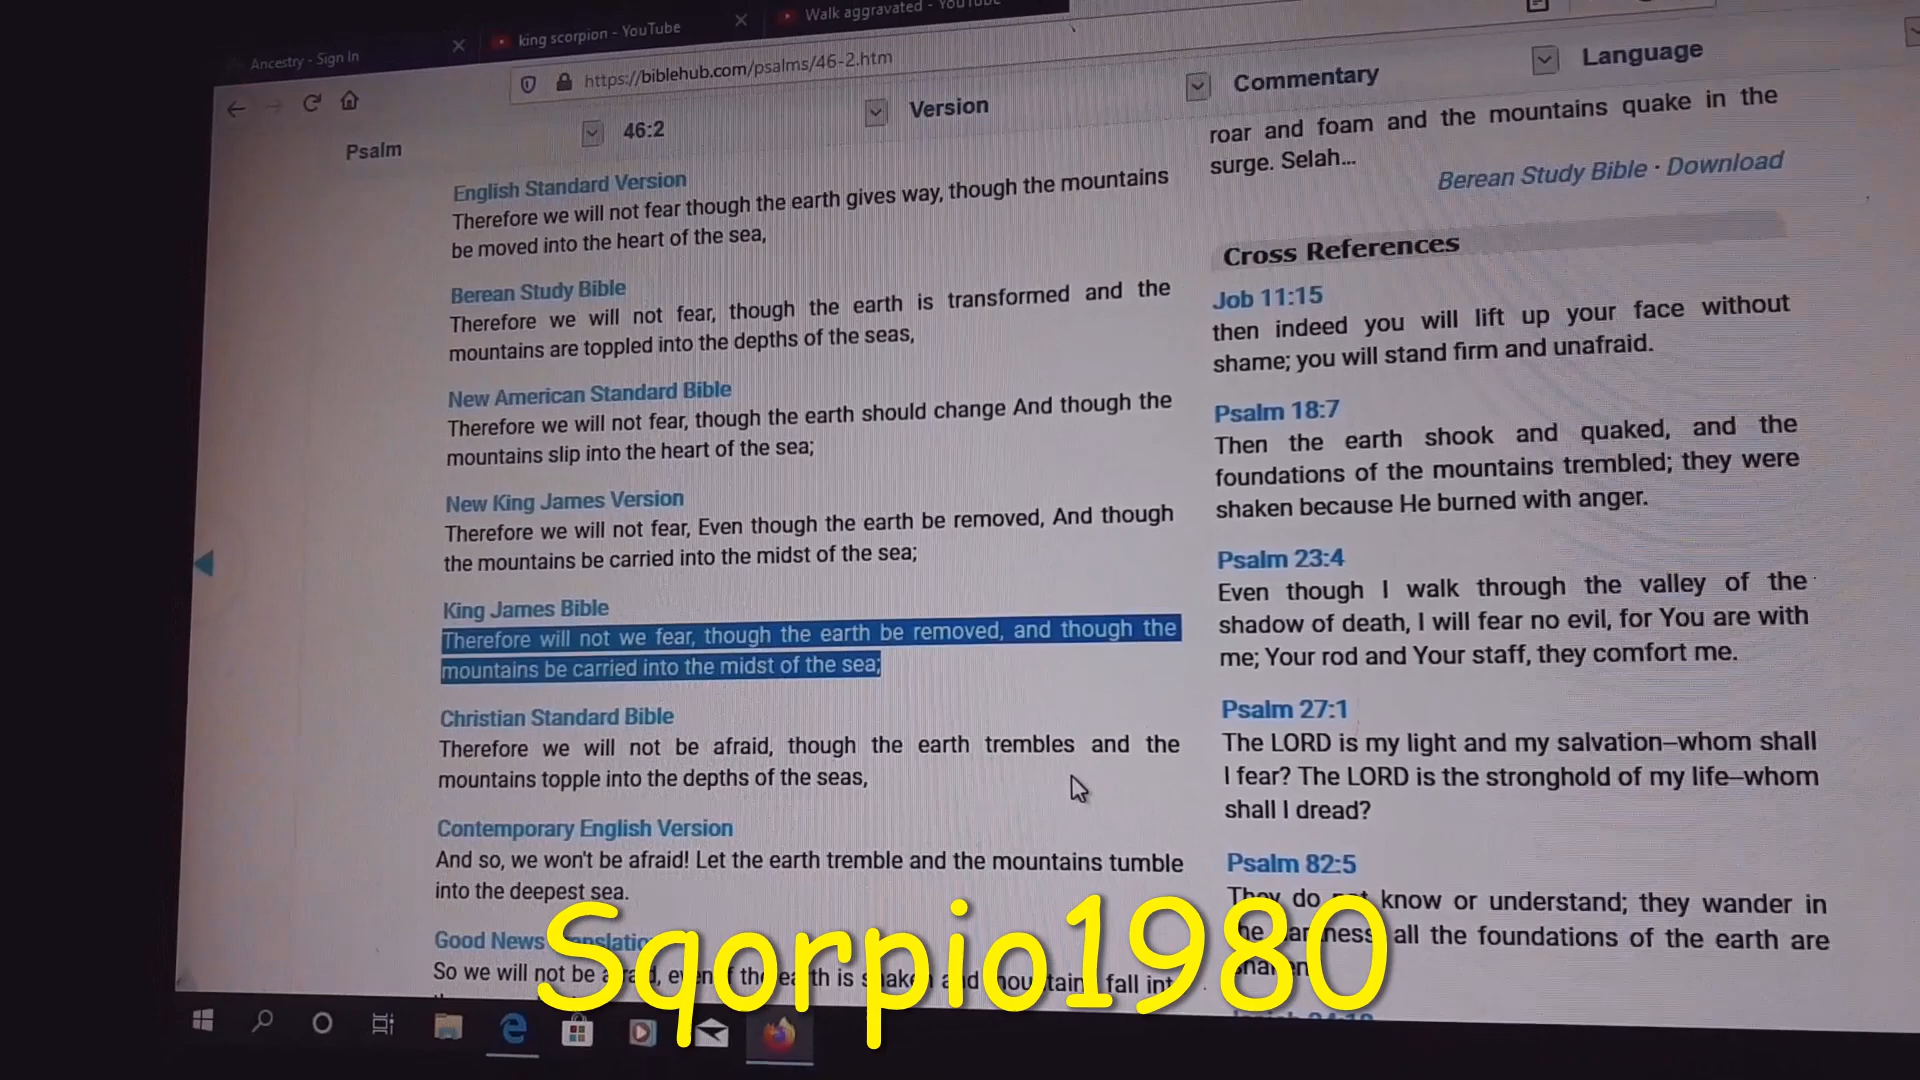 Ancestry - Sign In
king scorpion - YouTube
Walk aggravated - YouTube
https://biblehub.com/psalms/46-2.htm
Psalm
46:2
Version
Commentary
Language
English Standard Version
Therefore we will not fear though the earth gives way, though the mountains
be moved into the heart of the sea,
Berean Study Bible
Therefore we will not fear, though the earth is transformed and the
mountains are toppled into the depths of the seas,
New American Standard Bible
Therefore we will not fear, though the earth should change And though the
mountains slip into the heart of the sea;
New King James Version
Therefore we will not fear, Even though the earth be removed, And though
the mountains be carried into the midst of the sea;
King James Bible
Therefore will not we fear, though the earth be removed, and though the
mountains be carried into the midst of the sea;
Christian Standard Bible
Therefore we will not be afraid, though the earth trembles and the
mountains topple into the depths of the seas,
Contemporary English Version
And so, we won't be afraid! Let the earth tremble and the mountains tumble
into the deepest sea.
Good News
So we will not be the is and fall
roar and foam and the mountains quake in the
surge. Selah...
Berean Study Bible · Download
Cross References
Job 11:15
then indeed you will lift up your face without
shame; you will stand firm and unafraid.
Psalm 18:7
Then the earth shook and quaked, and the
foundations of the mountains trembled; they were
shaken because He burned with anger.
Psalm 23:4
Even though I walk through the valley of the
shadow of death, I will fear no evil, for You are with
me; Your rod and Your staff, they comfort me.
Psalm 27:1
The LORD is my light and my salvation—whom shall
I fear? The LORD is the stronghold of my life—whom
shall I dread?
Psalm 82:5
They do know or understand; they wander in
all the foundations of the earth are
Sqorpio1980